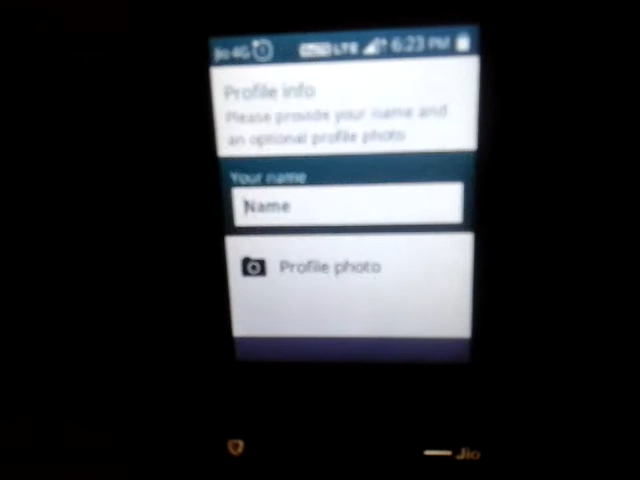 Jio 4G VoLTE LTE 6:23 PM
Profile info
Please provide your name and
an optional profile photo
Your name
Name
Profile photo
Jio